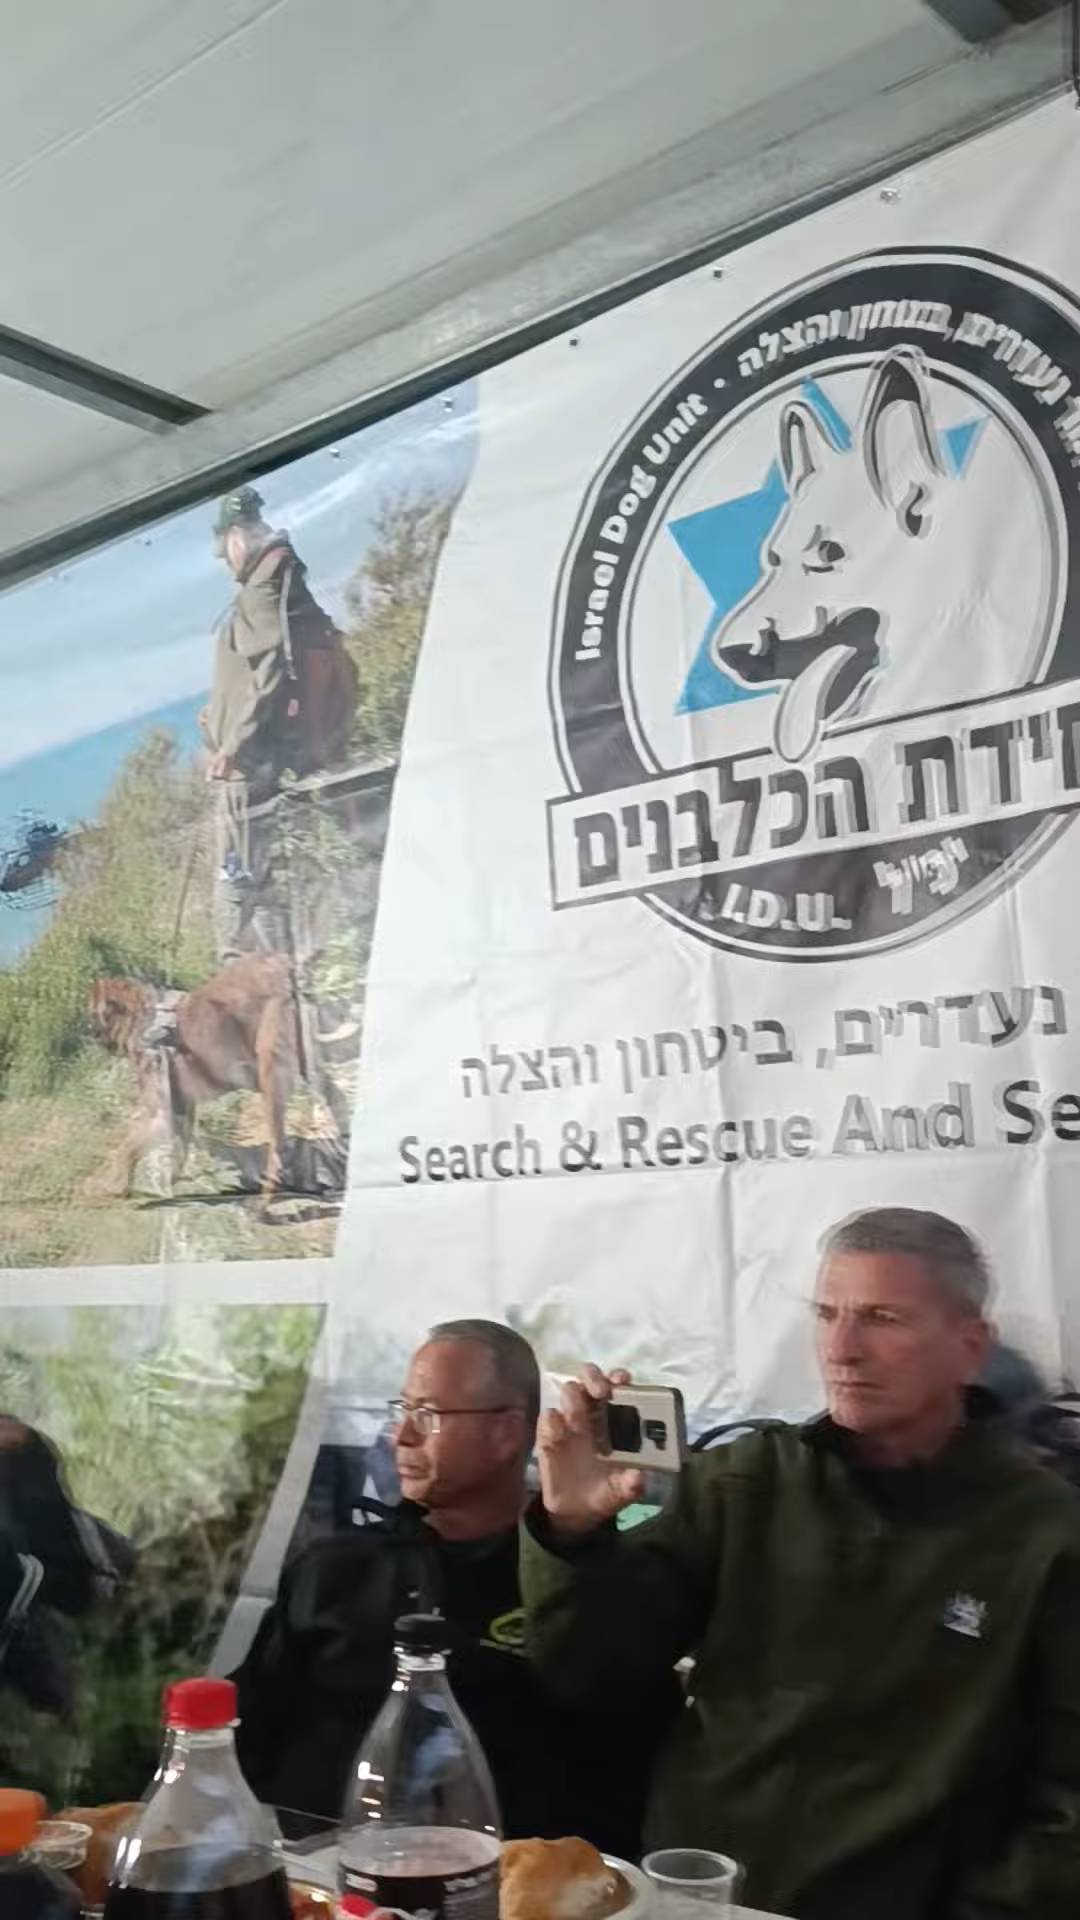 נעדרים, בטחון והצלה • Israel Dog Unit
יחידת הכלבנים
I.D.U.
נעדרים, ביטחון והצלה
Search & Rescue And Se